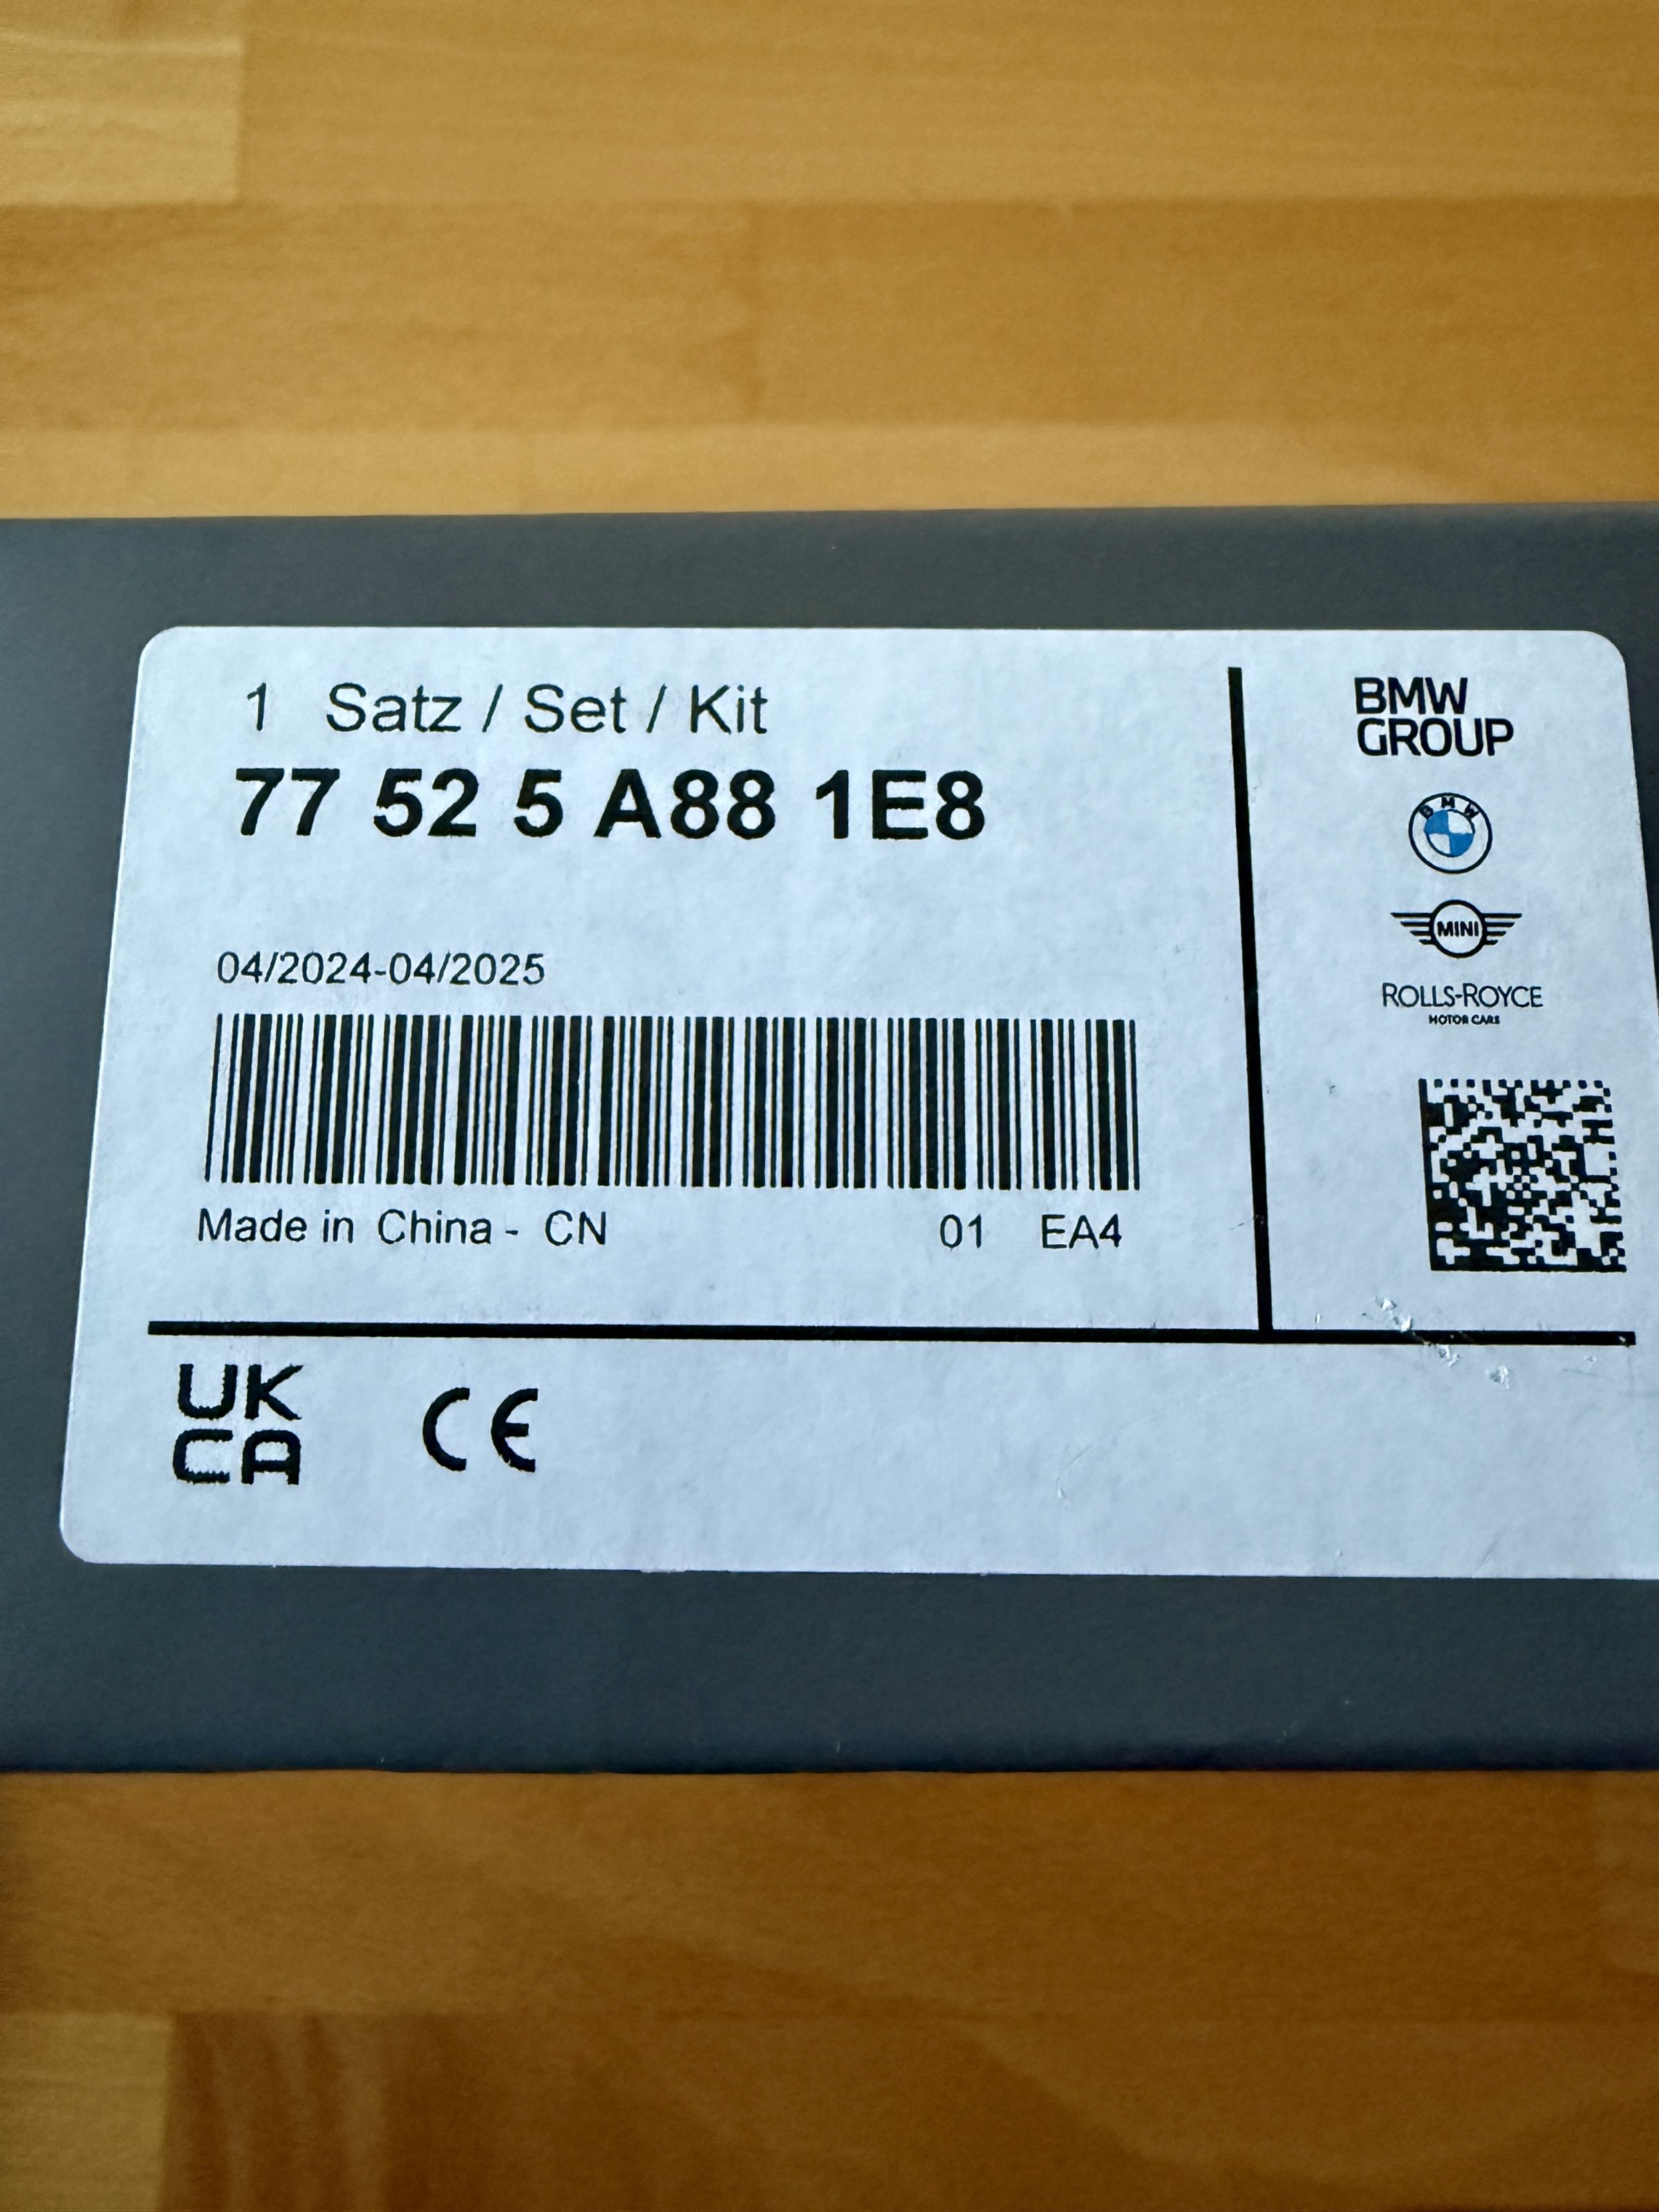 1 Satz / Set / Kit
77 52 5 A88 1E8
04/2024-04/2025
Made in China - CN 01 EA4
UK
CA
CE
BMW
GROUP
BMW
MINI
ROLLS-ROYCE
MOTOR CARS